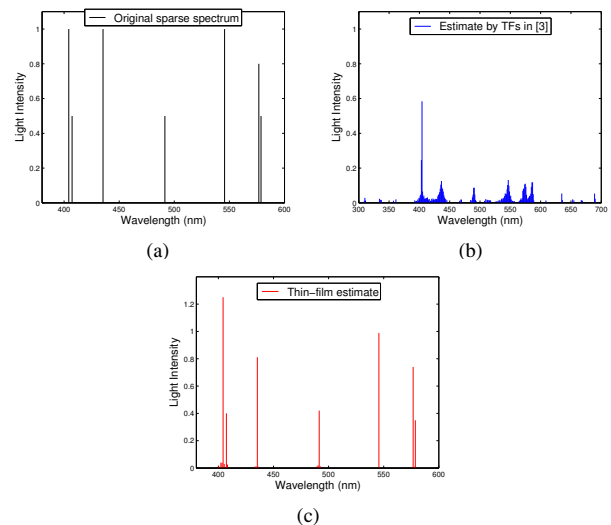 Original sparse spectrum
1
0.8
0.6
0.4
0.2
0
Light Intensity
400 450 500 550 600
Wavelength (nm)
(a)
Estimate by TFs in [3]
1
0.8
0.6
0.4
0.2
0
Light Intensity
300 350 400 450 500 550 600 650 700
Wavelength (nm)
(b)
Thin−film estimate
1.2
1
0.8
0.6
0.4
0.2
0
Light Intensity
400 450 500 550 600
Wavelength (nm)
(c)